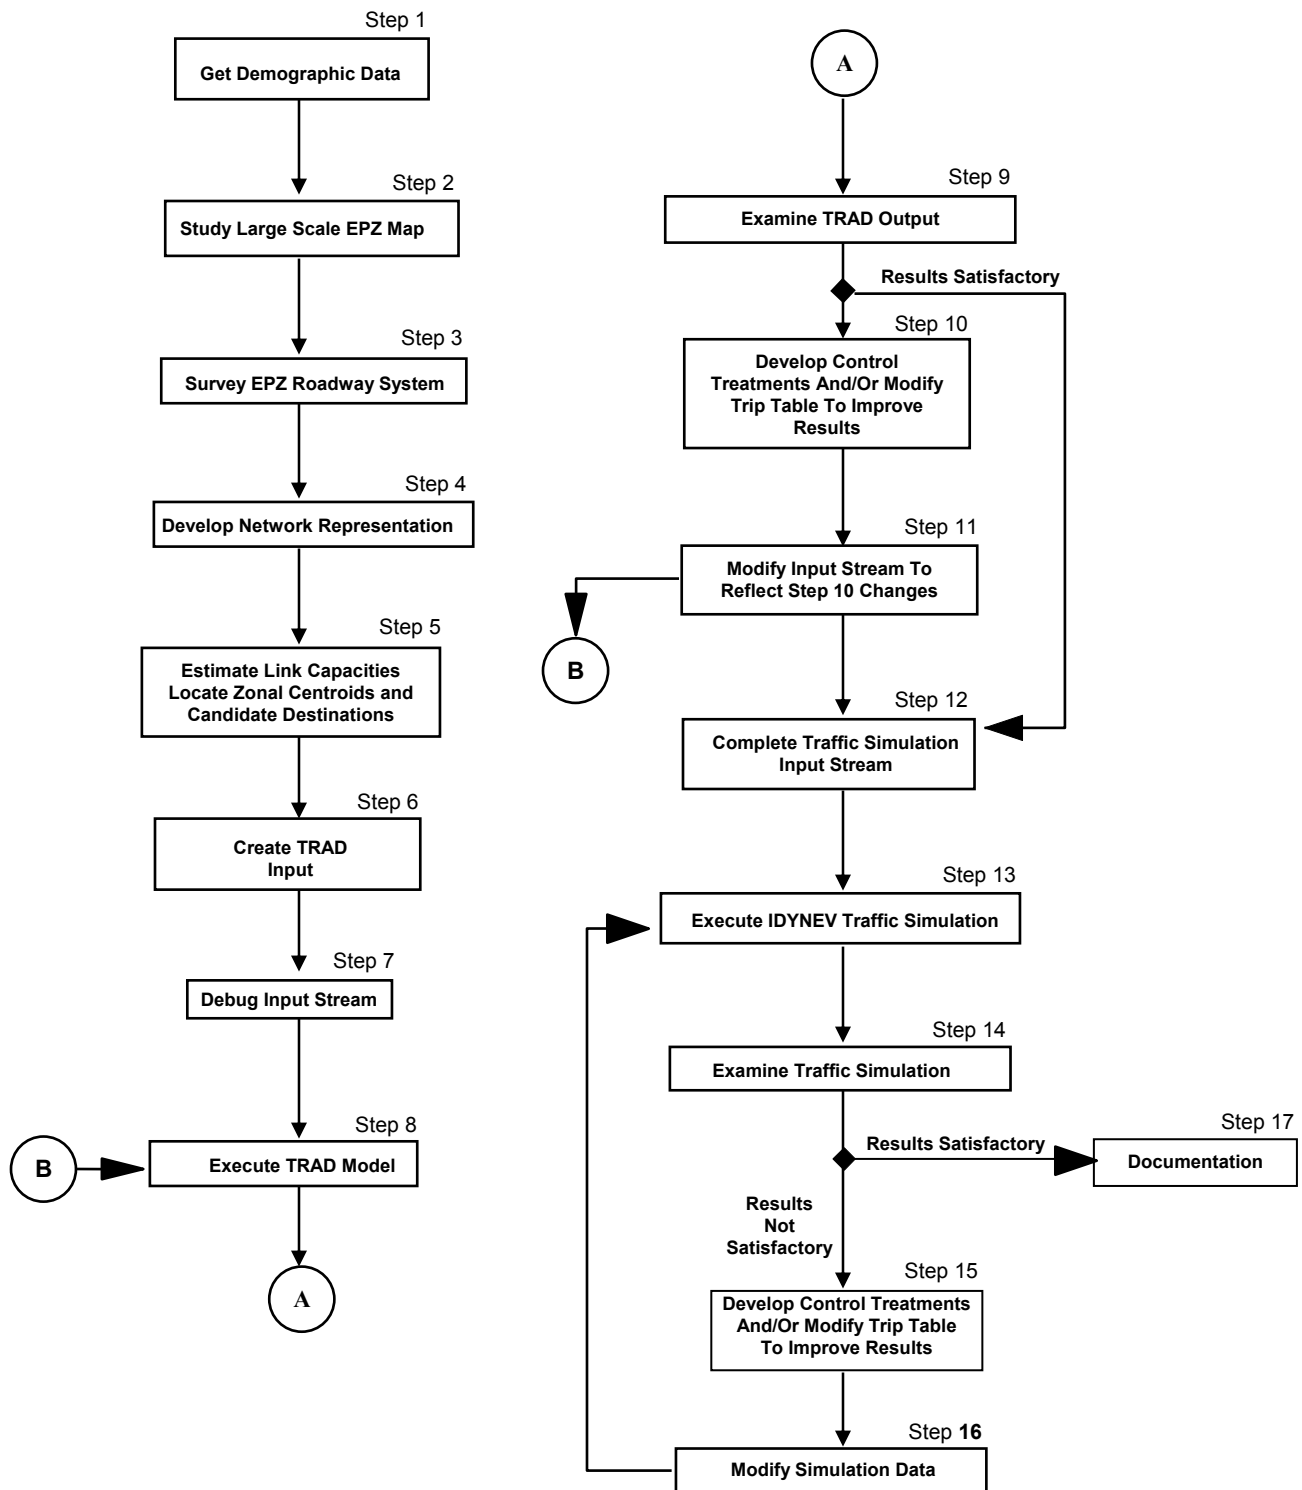 Step 1
Get Demographic Data
Step 2
Study Large Scale EPZ Map
Step 3
Survey EPZ Roadway System
Step 4
Develop Network Representation
Step 5
Estimate Link Capacities
Locate Zonal Centroids and
Candidate Destinations
Step 6
Create TRAD
Input
Step 7
Debug Input Stream
Step 8
B
Execute TRAD Model
A
A
Step 9
Examine TRAD Output
Results Satisfactory
Step 10
Develop Control
Treatments And/Or Modify
Trip Table To Improve
Results
Step 11
Modify Input Stream To
Reflect Step 10 Changes
B
Step 12
Complete Traffic Simulation
Input Stream
Step 13
Execute IDYNEV Traffic Simulation
Step 14
Examine Traffic Simulation
Results Satisfactory
Step 17
Documentation
Results
Not
Satisfactory
Step 15
Develop Control Treatments
And/Or Modify Trip Table
To Improve Results
Step 16
Modify Simulation Data